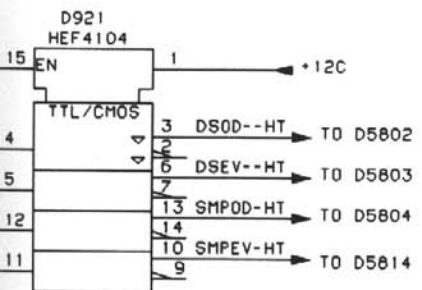 D921
HEF4104
15 EN 1 +12C
TTL/CMOS
3 DSOD--HT TO D5802
4 2
6 DSEV--HT TO D5803
5 7
13 SMPOD-HT TO D5804
12 14
10 SMPEV-HT TO D5814
11 9